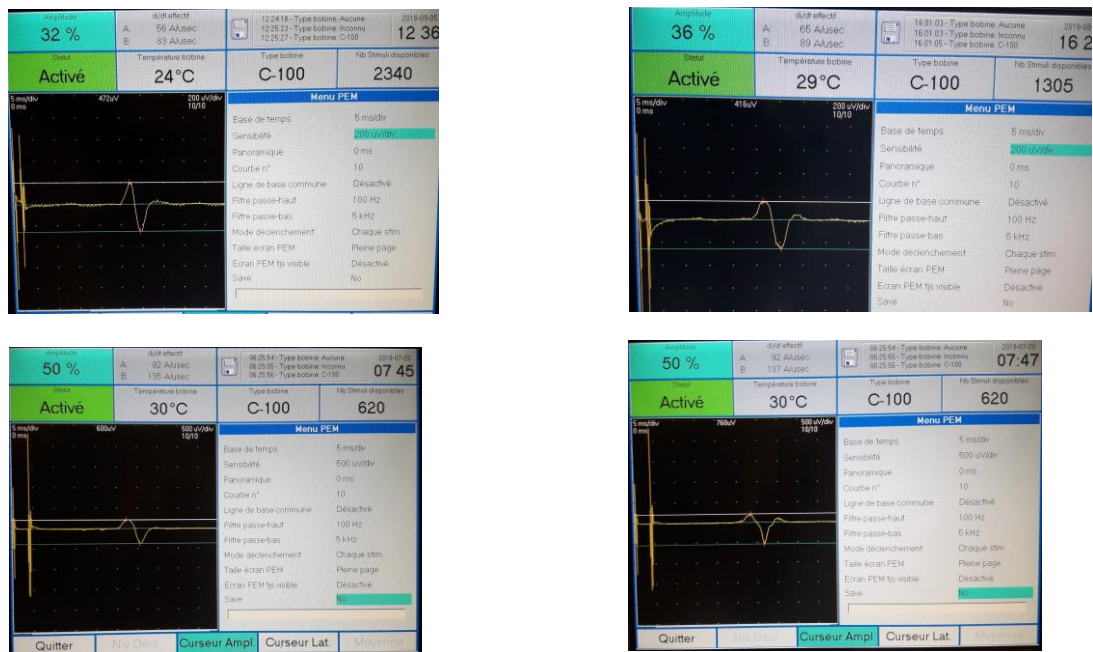 Amplitude
32 %
di/dt effectif
A: 56 A/usec
B: 83 A/usec
12:24:18 - Type bobine: Aucune
12:25:23 - Type bobine: Inconnu
12:25:27 - Type bobine: C-100
2018-09-05
12 36
Statut
Activé
Température bobine
24°C
Type bobine
C-100
Nb Stimuli disponibles
2340
5 ms/div
0 ms
472uV
200 uV/div
10/10
Menu PEM
Base de temps 5 ms/div
Sensibilité 200 uV/div
Panoramique 0 ms
Courbe n° 10
Ligne de base commune Désactivé
Filtre passe-haut 100 Hz
Filtre passe-bas 5 kHz
Mode déclenchement Chaque stim
Taille écran PEM Pleine page
Ecran PEM tjs visible Désactivé
Save No
Amplitude
36 %
di/dt effectif
A: 65 A/usec
B: 89 A/usec
16:01:03 - Type bobine: Aucune
16:01:03 - Type bobine: Inconnu
16:01:05 - Type bobine: C-100
16 2
Statut
Activé
Température bobine
29°C
Type bobine
C-100
Nb Stimuli disponibles
1305
5 ms/div
0 ms
416uV
200 uV/div
10/10
Menu PEM
Base de temps 5 ms/div
Sensibilité 200 uV/div
Panoramique 0 ms
Courbe n° 10
Ligne de base commune Désactivé
Filtre passe-haut 100 Hz
Filtre passe-bas 5 kHz
Mode déclenchement Chaque stim
Taille écran PEM Pleine page
Ecran PEM tjs visible Désactivé
Save No
Amplitude
50 %
di/dt effectif
A: 92 A/usec
B: A/usec
06:25:54 - Type bobine: Aucune
06:25:55 - Type bobine: Inconnu
06:25:56 - Type bobine: C-100
07 45
Statut
Activé
Température bobine
30°C
Type bobine
C-100
Nb Stimuli disponibles
620
5 ms/div
0 ms
600uV
500 uV/div
10/10
Menu PEM
Base de temps 5 ms/div
Sensibilité 500 uV/div
Panoramique 0 ms
Courbe n° 10
Ligne de base commune Désactivé
Filtre passe-haut 100 Hz
Filtre passe-bas 5 kHz
Mode déclenchement Chaque stim
Taille écran PEM Pleine page
Ecran PEM tjs visible Désactivé
Save No
Quitter Niv Décl Curseur Ampl. Curseur Lat. Moyenne
Amplitude
50 %
di/dt effectif
A: 92 A/usec
B: 137 A/usec
06:25:54 - Type bobine: Aucune
06:25:55 - Type bobine: Inconnu
06:25:56 - Type bobine: C-100
07:47
Statut
Activé
Température bobine
30°C
Type bobine
C-100
Nb Stimuli disponibles
620
5 ms/div
0 ms
760uV
500 uV/div
10/10
Menu PEM
Base de temps 5 ms/div
Sensibilité 500 uV/div
Panoramique 0 ms
Courbe n° 10
Ligne de base commune Désactivé
Filtre passe-haut 100 Hz
Filtre passe-bas 5 kHz
Mode déclenchement Chaque stim
Taille écran PEM Pleine page
Ecran PEM tjs visible Désactivé
Save No
Quitter Niv Décl Curseur Ampl. Curseur Lat. Moyenne